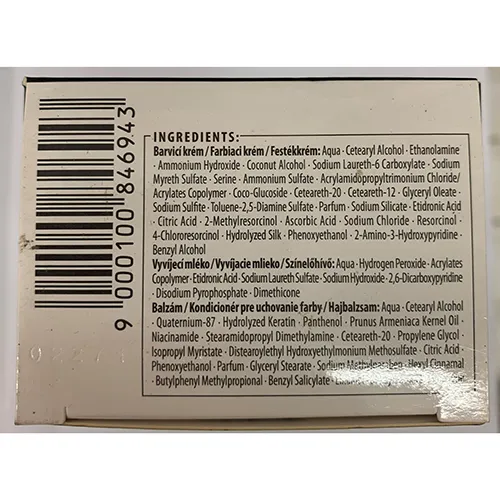 INGREDIENTS:
Barvicí krém / Farbiaci krém / Festékkrém: Aqua · Cetearyl Alcohol · Ethanolamine
· Ammonium Hydroxide · Coconut Alcohol · Sodium Laureth-6 Carboxylate · Sodium
Myreth Sulfate · Serine · Ammonium Sulfate · Acrylamidopropyltrimonium Chloride/
Acrylates Copolymer · Coco-Glucoside · Ceteareth-20 · Ceteareth-12 · Glyceryl Oleate ·
Sodium Sulfite · Toluene-2,5-Diamine Sulfate · Parfum · Sodium Silicate · Etidronic Acid
· Citric Acid · 2-Methylresorcinol · Ascorbic Acid · Sodium Chloride · Resorcinol ·
4-Chlororesorcinol · Hydrolyzed Silk · Phenoxyethanol · 2-Amino-3-Hydroxypyridine ·
Benzyl Alcohol
Vyvíjecí mléko / Vyvíjacie mlieko / Színelőhívó: Aqua · Hydrogen Peroxide · Acrylates
Copolymer · Etidronic Acid · Sodium Laureth Sulfate · Sodium Hydroxide · 2,6-Dicarboxypyridine
· Disodium Pyrophosphate · Dimethicone
Balzám / Kondicionér pre uchovanie farby / Hajbalzsam: Aqua · Cetearyl Alcohol
· Quaternium-87 · Hydrolyzed Keratin · Panthenol · Prunus Armeniaca Kernel Oil ·
Niacinamide · Stearamidopropyl Dimethylamine · Ceteareth-20 · Propylene Glycol ·
Isopropyl Myristate · Distearoylethyl Hydroxyethylmonium Methosulfate · Citric Acid ·
Phenoxyethanol · Parfum · Glyceryl Stearate · Sodium Methylparaben · Hexyl Cinnamal
· Butylphenyl Methylpropional · Benzyl Salicylate ·
9 000100 846943